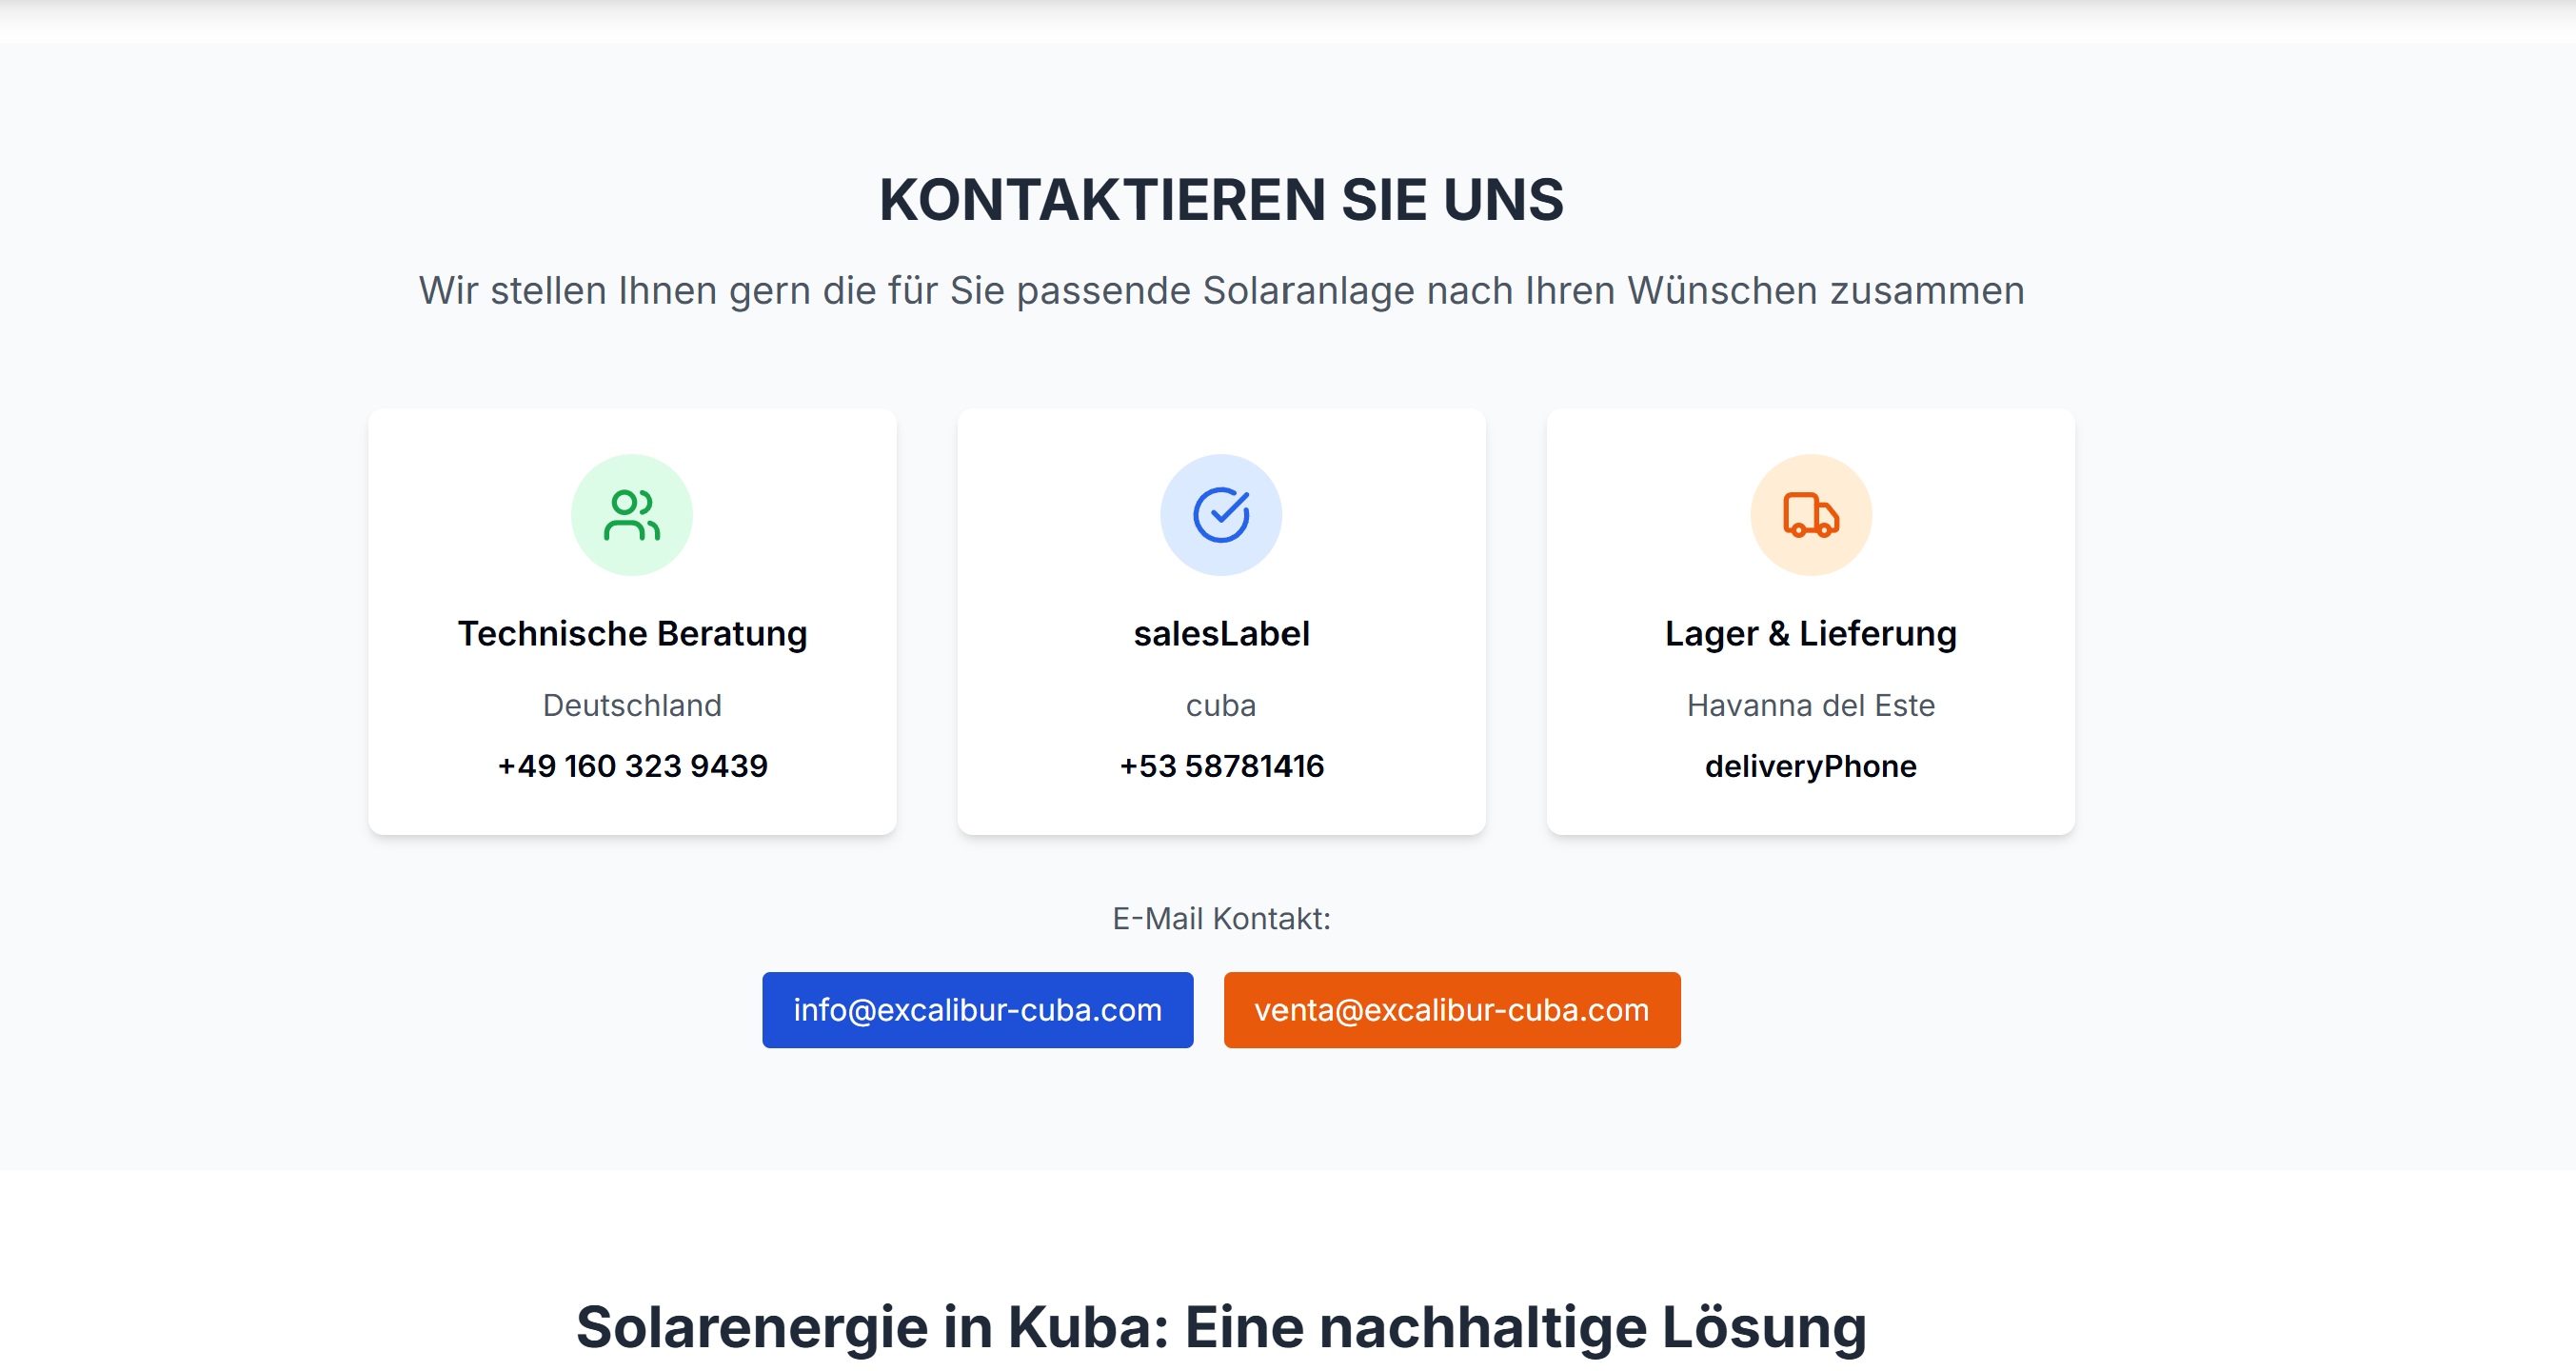 KONTAKTIEREN SIE UNS
Wir stellen Ihnen gern die für Sie passende Solaranlage nach Ihren Wünschen zusammen
Technische Beratung
Deutschland
+49 160 323 9439
salesLabel
cuba
+53 58781416
Lager & Lieferung
Havanna del Este
deliveryPhone
E-Mail Kontakt:
info@excalibur-cuba.com
venta@excalibur-cuba.com
Solarenergie in Kuba: Eine nachhaltige Lösung